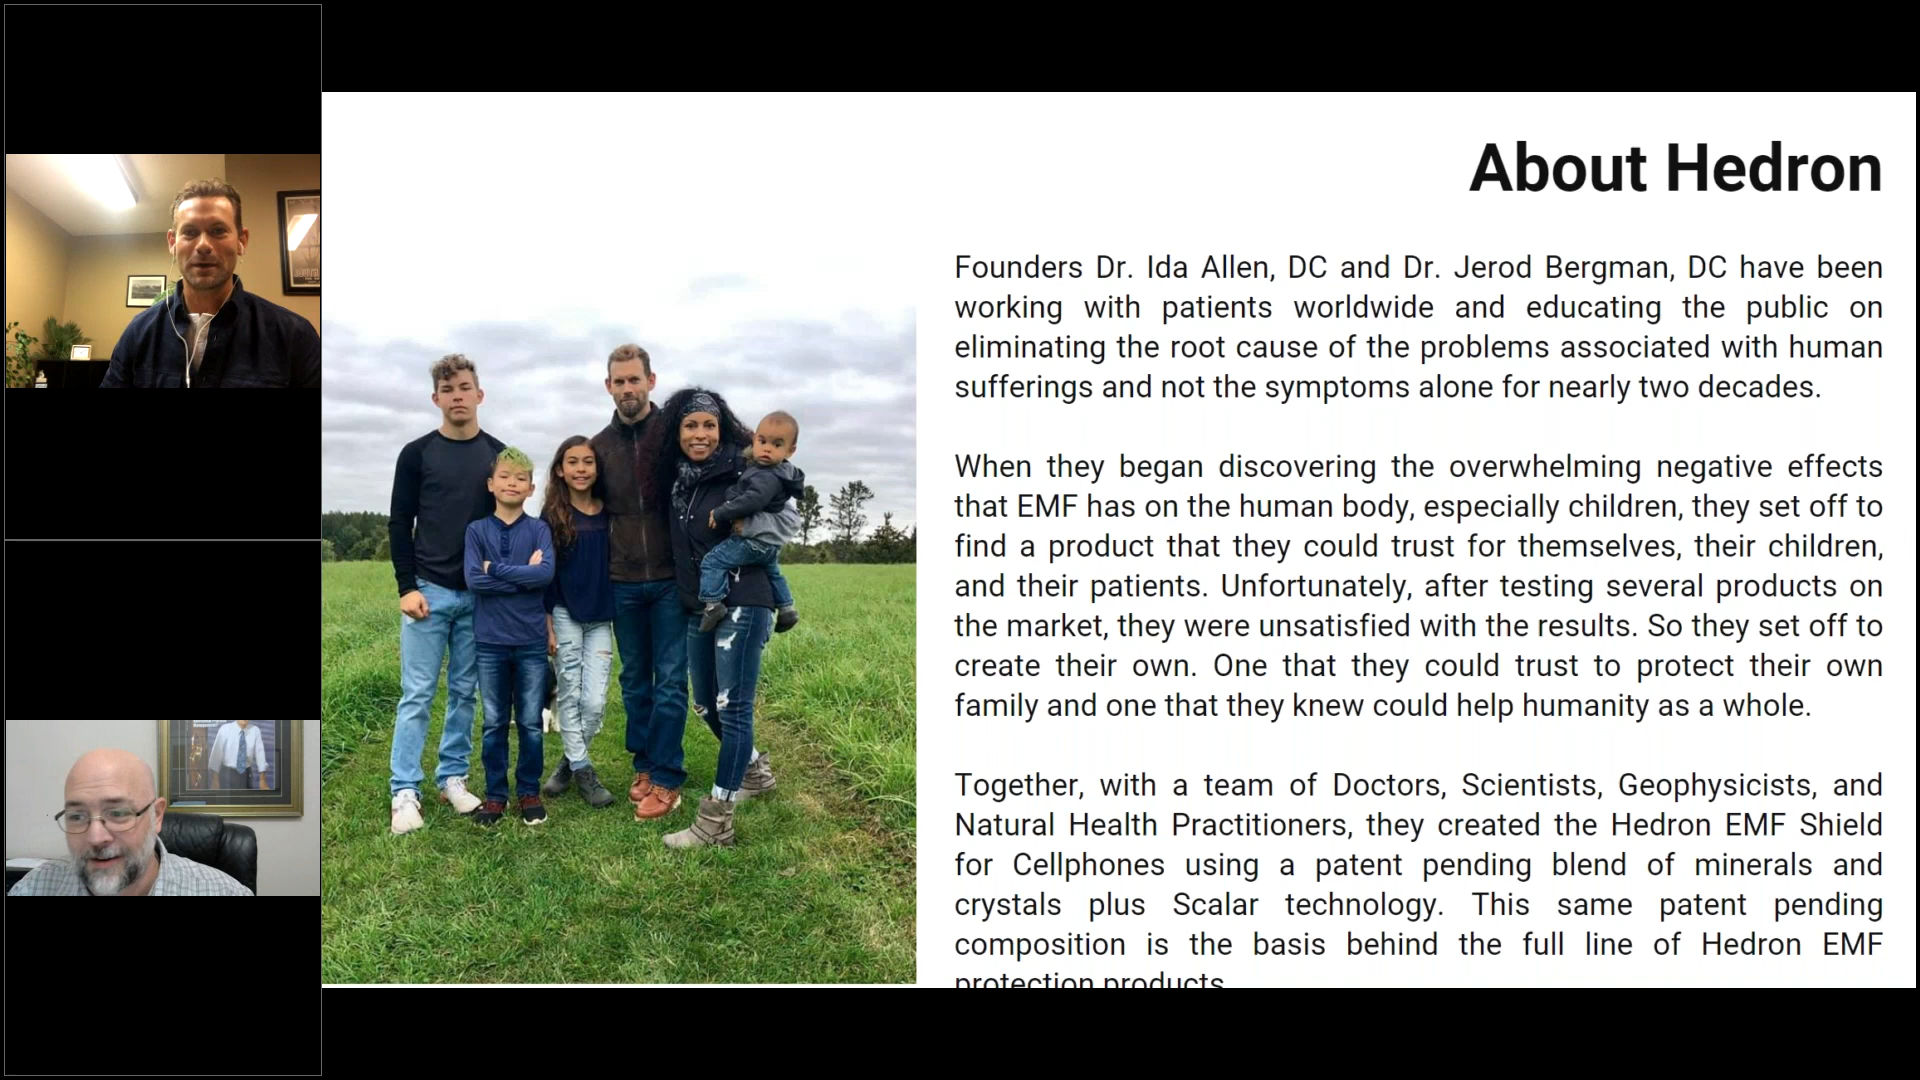 About Hedron
Founders Dr. Ida Allen, DC and Dr. Jerod Bergman, DC have been
working with patients worldwide and educating the public on
eliminating the root cause of the problems associated with human
sufferings and not the symptoms alone for nearly two decades.
When they began discovering the overwhelming negative effects
that EMF has on the human body, especially children, they set off to
find a product that they could trust for themselves, their children,
and their patients. Unfortunately, after testing several products on
the market, they were unsatisfied with the results. So they set off to
create their own. One that they could trust to protect their own
family and one that they knew could help humanity as a whole.
Together, with a team of Doctors, Scientists, Geophysicists, and
Natural Health Practitioners, they created the Hedron EMF Shield
for Cellphones using a patent pending blend of minerals and
crystals plus Scalar technology. This same patent pending
composition is the basis behind the full line of Hedron EMF
protection products.